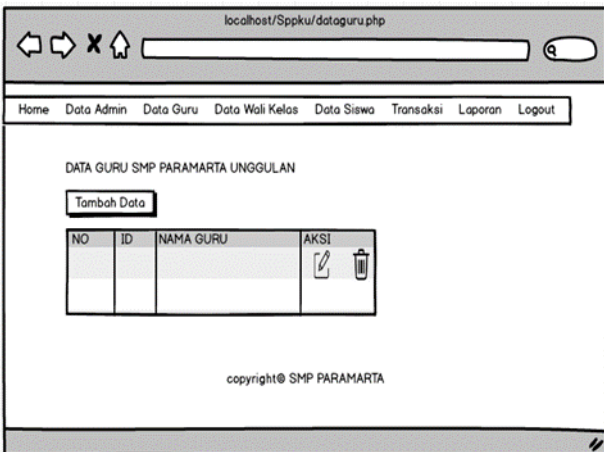 localhost/Sppku/dataguru.php
Home Data Admin Data Guru Data Wali Kelas Data Siswa Transaksi Laporan Logout
DATA GURU SMP PARAMARTA UNGGULAN
Tambah Data
NO ID NAMA GURU AKSI
copyright® SMP PARAMARTA